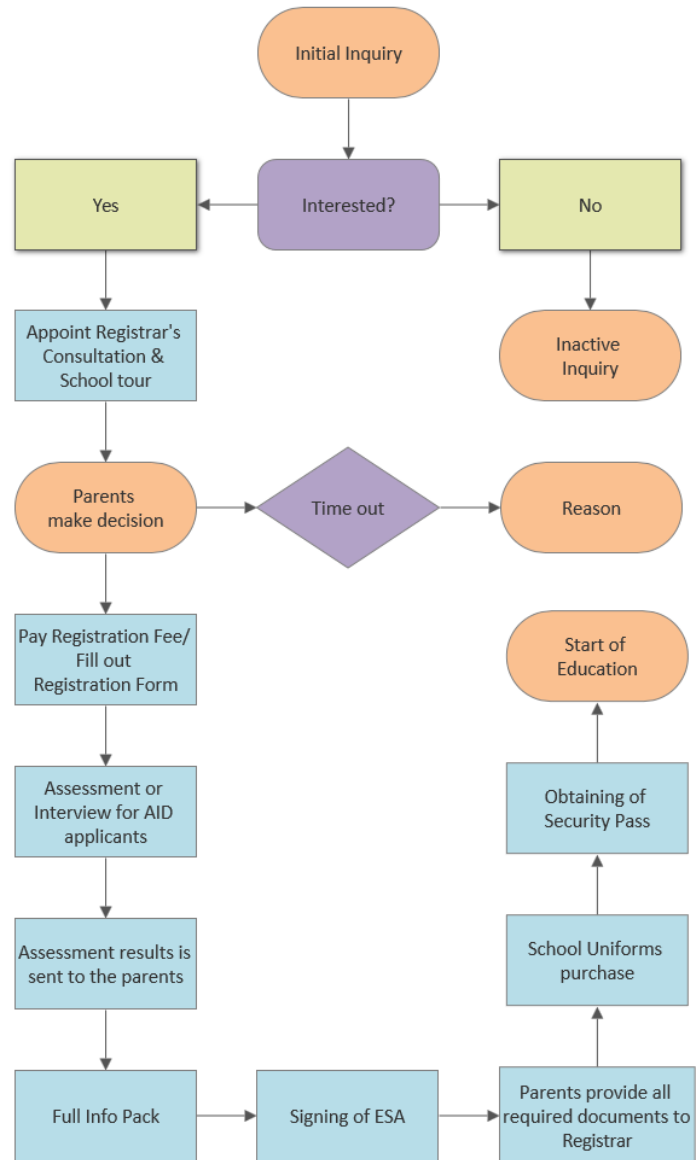 Initial Inquiry
Yes
Interested?
No
Appoint Registrar's
Consultation &
School tour
Inactive
Inquiry
Parents
make decision
Time out
Reason
Pay Registration Fee/
Fill out
Registration Form
Start of
Education
Assessment or
Interview for AID
applicants
Obtaining of
Security Pass
Assessment results is
sent to the parents
School Uniforms
purchase
Full Info Pack
Signing of ESA
Parents provide all
required documents to
Registrar